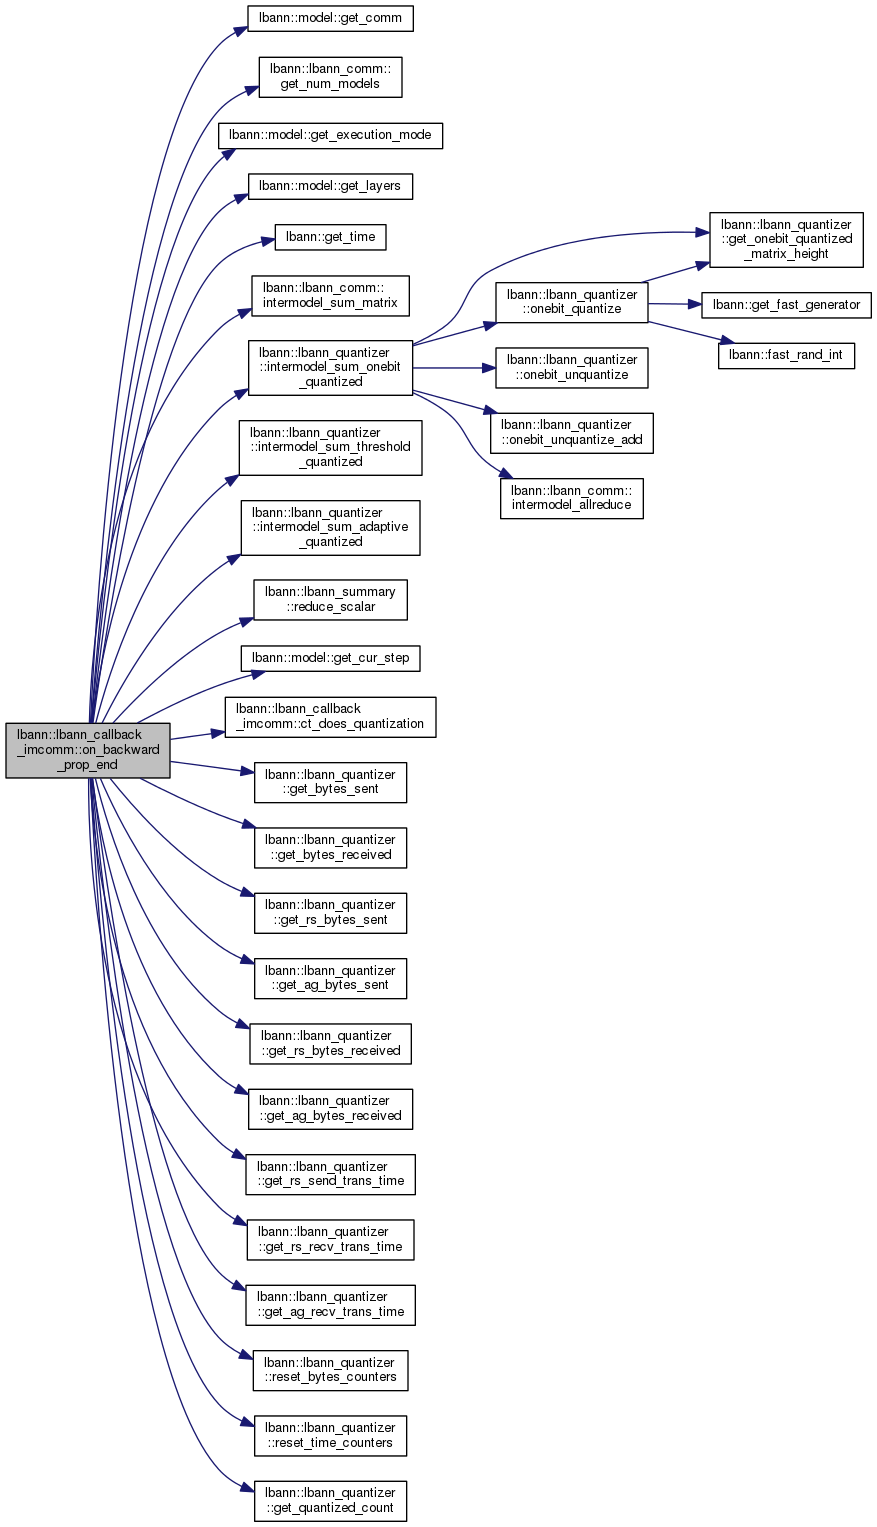 lbann::model::get_comm
lbann::lbann_comm::
get_num_models
lbann::model::get_execution_mode
lbann::model::get_layers
lbann::get_time
lbann::lbann_comm::
intermodel_sum_matrix
lbann::lbann_quantizer
::intermodel_sum_onebit
_quantized
lbann::lbann_quantizer
::get_onebit_quantized
_matrix_height
lbann::lbann_quantizer
::onebit_quantize
lbann::get_fast_generator
lbann::fast_rand_int
lbann::lbann_quantizer
::onebit_unquantize
lbann::lbann_quantizer
::onebit_unquantize_add
lbann::lbann_comm::
intermodel_allreduce
lbann::lbann_quantizer
::intermodel_sum_threshold
_quantized
lbann::lbann_quantizer
::intermodel_sum_adaptive
_quantized
lbann::lbann_summary
::reduce_scalar
lbann::model::get_cur_step
lbann::lbann_callback
_imcomm::ct_does_quantization
lbann::lbann_callback
_imcomm::on_backward
_prop_end
lbann::lbann_quantizer
::get_bytes_sent
lbann::lbann_quantizer
::get_bytes_received
lbann::lbann_quantizer
::get_rs_bytes_sent
lbann::lbann_quantizer
::get_ag_bytes_sent
lbann::lbann_quantizer
::get_rs_bytes_received
lbann::lbann_quantizer
::get_ag_bytes_received
lbann::lbann_quantizer
::get_rs_send_trans_time
lbann::lbann_quantizer
::get_rs_recv_trans_time
lbann::lbann_quantizer
::get_ag_recv_trans_time
lbann::lbann_quantizer
::reset_bytes_counters
lbann::lbann_quantizer
::reset_time_counters
lbann::lbann_quantizer
::get_quantized_count